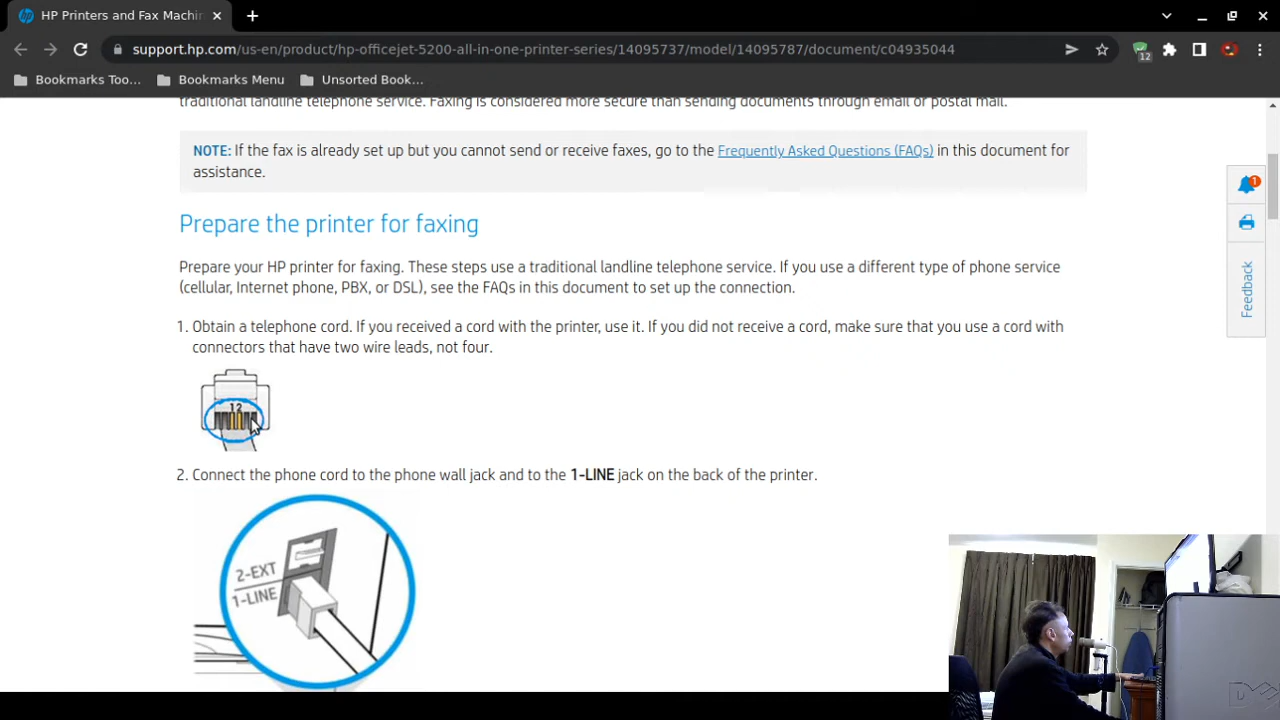 HP Printers and Fax Machin
support.hp.com/us-en/product/hp-officejet-5200-all-in-one-printer-series/14095737/model/14095787/document/c04935044
12
Bookmarks Too...
Bookmarks Menu
Unsorted Book...
traditional landline telephone service. Faxing is considered more secure than sending documents through email or postal mail.
NOTE: If the fax is already set up but you cannot send or receive faxes, go to the Frequently Asked Questions (FAQs) in this document for
assistance.
1
Prepare the printer for faxing
Feedback
Prepare your HP printer for faxing. These steps use a traditional landline telephone service. If you use a different type of phone service
(cellular, Internet phone, PBX, or DSL), see the FAQs in this document to set up the connection.
1. Obtain a telephone cord. If you received a cord with the printer, use it. If you did not receive a cord, make sure that you use a cord with
connectors that have two wire leads, not four.
1 2
2. Connect the phone cord to the phone wall jack and to the 1-LINE jack on the back of the printer.
2-EXT
1-LINE